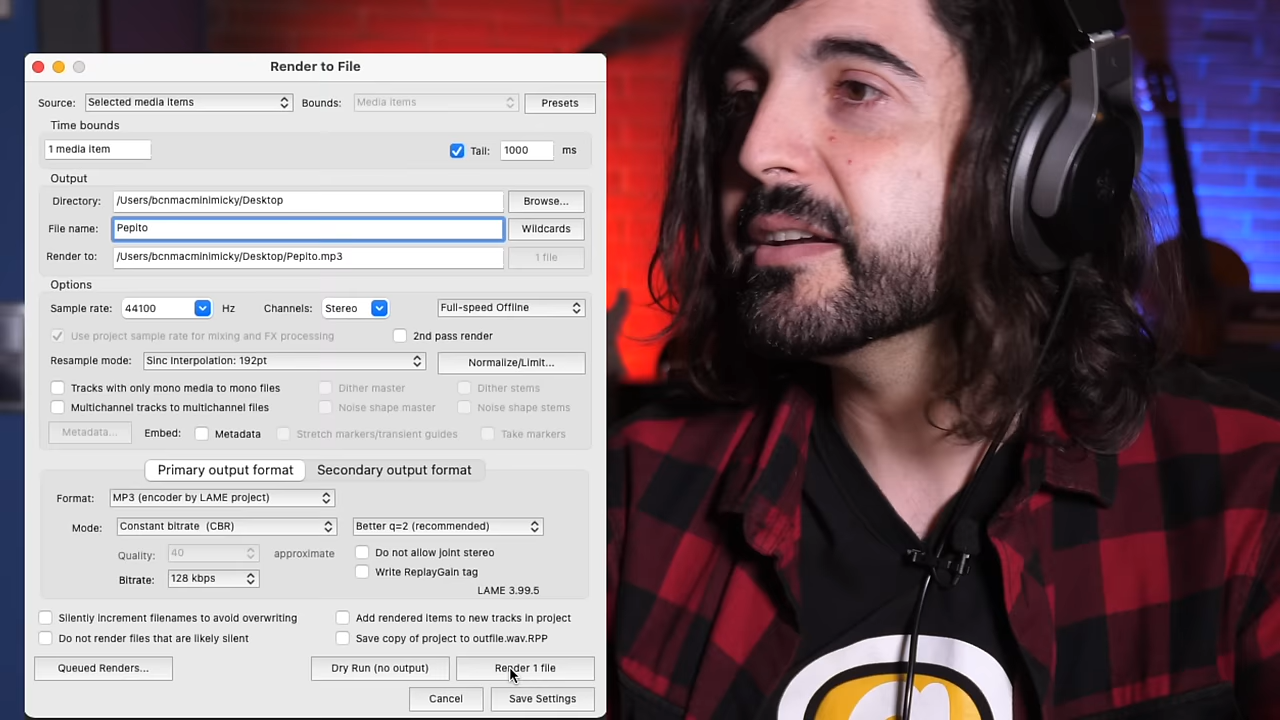 Render to File
Source: Selected media items Bounds: Media items Presets
Time bounds
1 media item Tail: 1000 ms
Output
Directory: /Users/bcnmacminimicky/Desktop Browse...
File name: Pepito Wildcards
Render to: /Users/bcnmacminimicky/Desktop/Pepito.mp3 1 file
Options
Sample rate: 44100 Hz Channels: Stereo Full-speed Offline
Use project sample rate for mixing and FX processing 2nd pass render
Resample mode: Sinc Interpolation: 192pt Normalize/Limit...
Tracks with only mono media to mono files Dither master Dither stems
Multichannel tracks to multichannel files Noise shape master Noise shape stems
Metadata... Embed: Metadata Stretch markers/transient guides Take markers
Primary output format Secondary output format
Format: MP3 (encoder by LAME project)
Mode: Constant bitrate (CBR) Better q=2 (recommended)
Quality: 40 approximate Do not allow joint stereo
Bitrate: 128 kbps Write ReplayGain tag
LAME 3.99.5
Silently increment filenames to avoid overwriting Add rendered items to new tracks in project
Do not render files that are likely silent Save copy of project to outfile.wav.RPP
Queued Renders... Dry Run (no output) Render 1 file
Cancel Save Settings